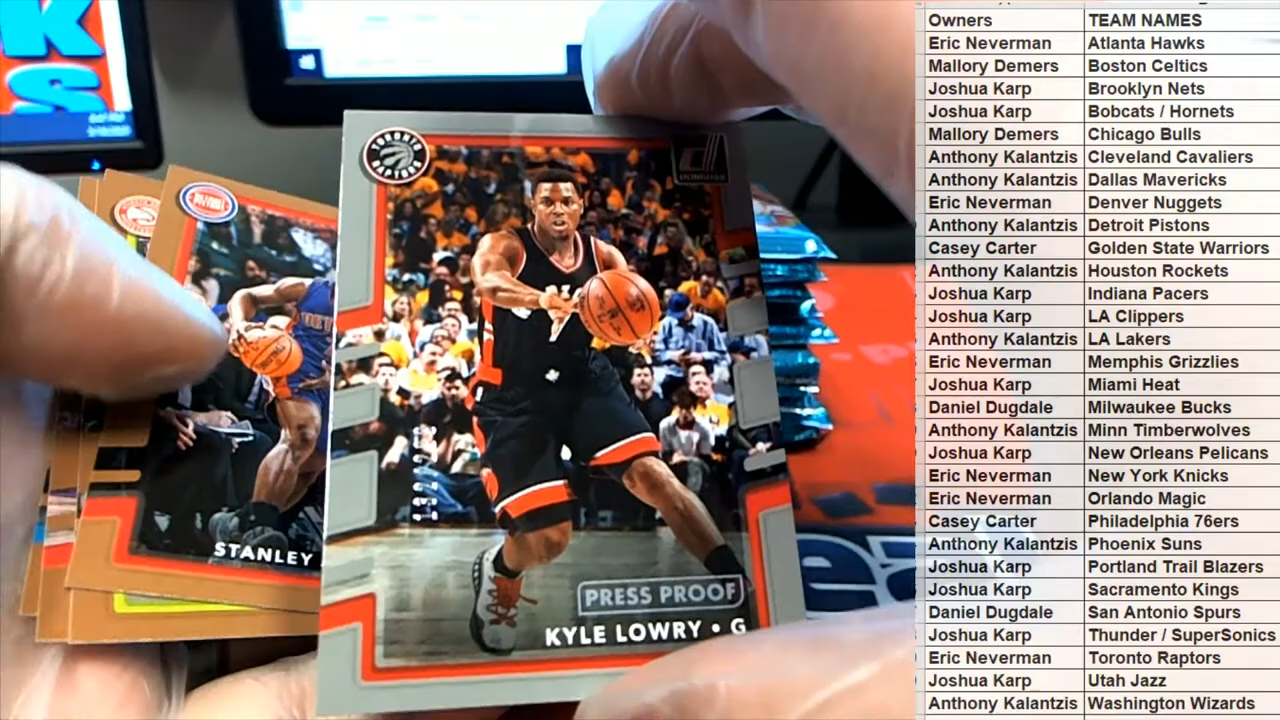 K
S
TORONTO
RAPTORS
DONRUSS
STANLEY
PRESS PROOF
KYLE LOWRY • G
Owners TEAM NAMES
Eric Neverman Atlanta Hawks
Mallory Demers Boston Celtics
Joshua Karp Brooklyn Nets
Joshua Karp Bobcats / Hornets
Mallory Demers Chicago Bulls
Anthony Kalantzis Cleveland Cavaliers
Anthony Kalantzis Dallas Mavericks
Eric Neverman Denver Nuggets
Anthony Kalantzis Detroit Pistons
Casey Carter Golden State Warriors
Anthony Kalantzis Houston Rockets
Joshua Karp Indiana Pacers
Joshua Karp LA Clippers
Anthony Kalantzis LA Lakers
Eric Neverman Memphis Grizzlies
Joshua Karp Miami Heat
Daniel Dugdale Milwaukee Bucks
Anthony Kalantzis Minn Timberwolves
Joshua Karp New Orleans Pelicans
Eric Neverman New York Knicks
Eric Neverman Orlando Magic
Casey Carter Philadelphia 76ers
Anthony Kalantzis Phoenix Suns
Joshua Karp Portland Trail Blazers
Joshua Karp Sacramento Kings
Daniel Dugdale San Antonio Spurs
Joshua Karp Thunder / SuperSonics
Eric Neverman Toronto Raptors
Joshua Karp Utah Jazz
Anthony Kalantzis Washington Wizards